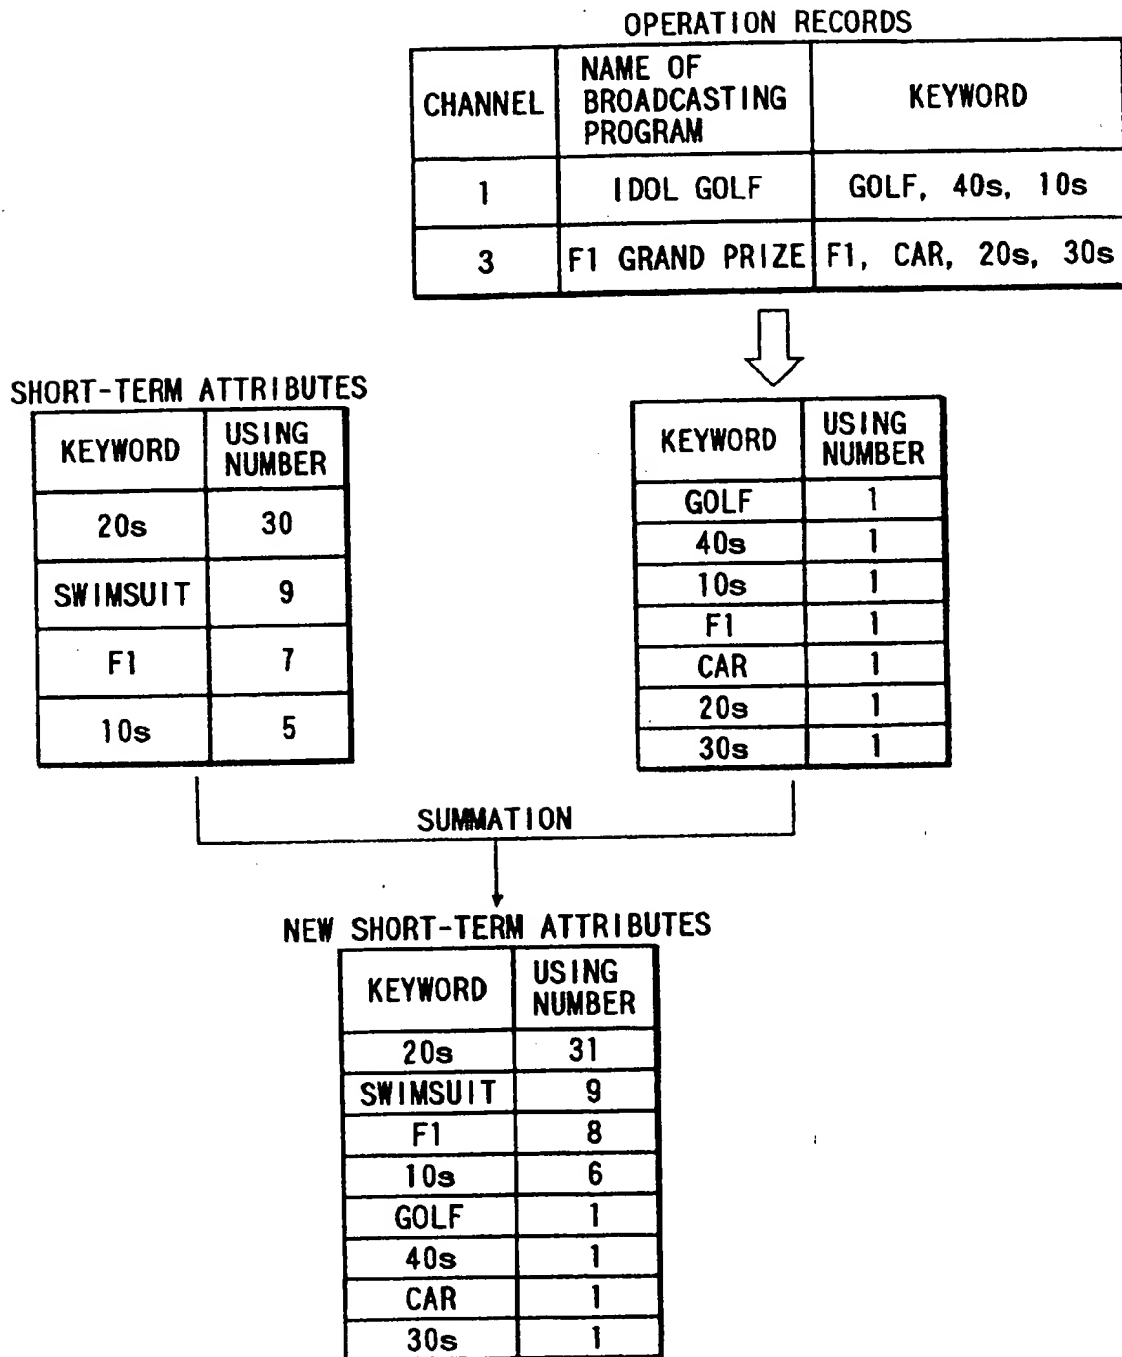 OPERATION RECORDS
CHANNEL
NAME OF
BROADCASTING
PROGRAM
KEYWORD
1
IDOL GOLF
GOLF, 40s, 10s
3
F1 GRAND PRIZE
F1, CAR, 20s, 30s
SHORT-TERM ATTRIBUTES
KEYWORD
USING
NUMBER
20s
30
SWIMSUIT
9
F1
7
10s
5
KEYWORD
USING
NUMBER
GOLF
1
40s
1
10s
1
F1
1
CAR
1
20s
1
30s
1
SUMMATION
NEW SHORT-TERM ATTRIBUTES
KEYWORD
USING
NUMBER
20s
31
SWIMSUIT
9
F1
8
10s
6
GOLF
1
40s
1
CAR
1
30s
1